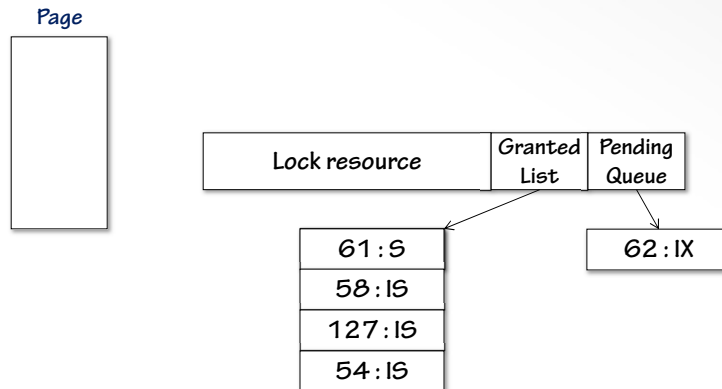 Page
Lock resource
Granted
List
Pending
Queue
61:S
58:IS
127:IS
54:IS
62:IX